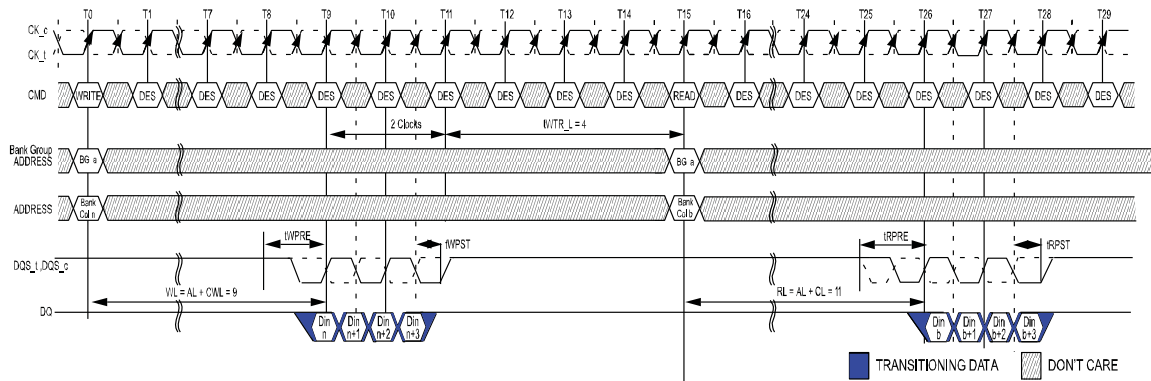 T0 T1 T7 T8 T9 T10 T11 T12 T13 T14 T15 T16 T24 T25 T26 T27 T28 T29
CK_c
CK_t
CMD WRITE DES DES DES DES DES DES DES DES DES READ DES DES DES DES DES DES DES
2 Clocks tWTR_L = 4
Bank Group
ADDRESS BG a BG a
ADDRESS Bank Col n Bank Col b
tWPRE tWPST tRPRE tRPST
DQS_t ,DQS_c
WL = AL + CWL = 9 RL = AL + CL = 11
DQ Din n Din n+1 Din n+2 Din n+3 Din b Din b+1 Din b+2 Din b+3
TRANSITIONING DATA DON'T CARE